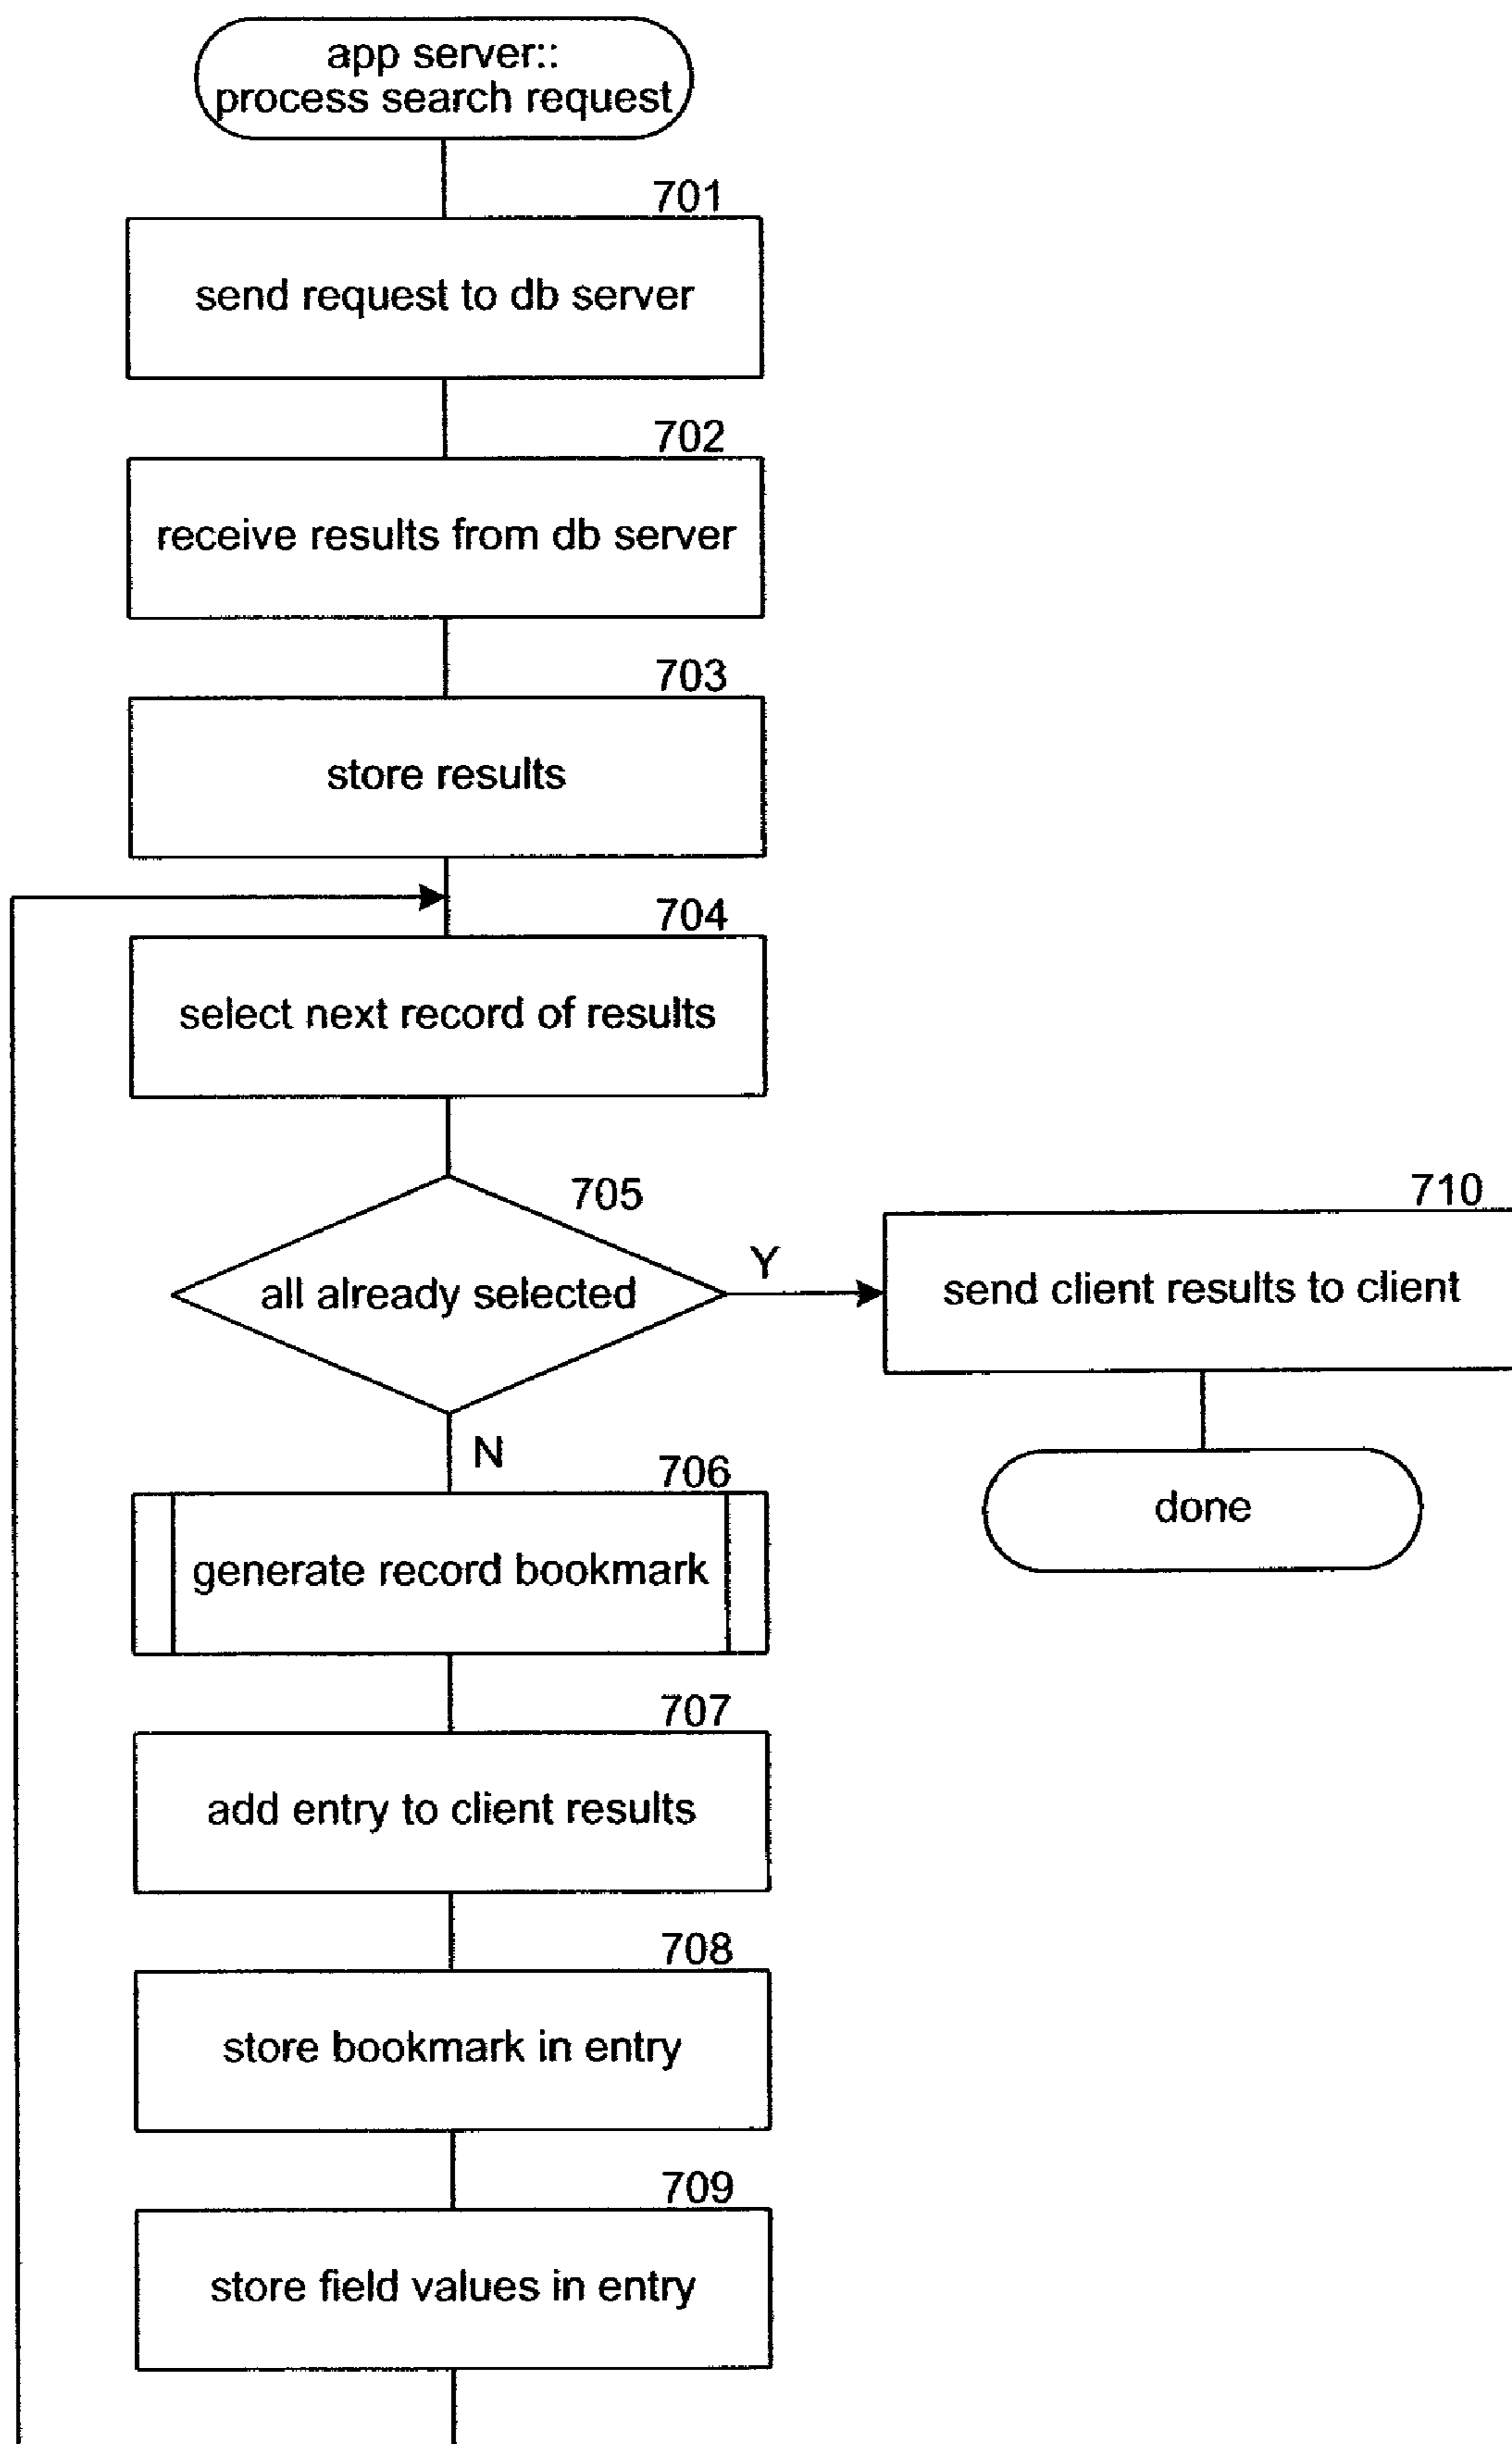 app server::
process search request
701
send request to db server
702
receive results from db server
703
store results
704
select next record of results
705
all already selected
Y
710
send client results to client
done
N
706
generate record bookmark
707
add entry to client results
708
store bookmark in entry
709
store field values in entry